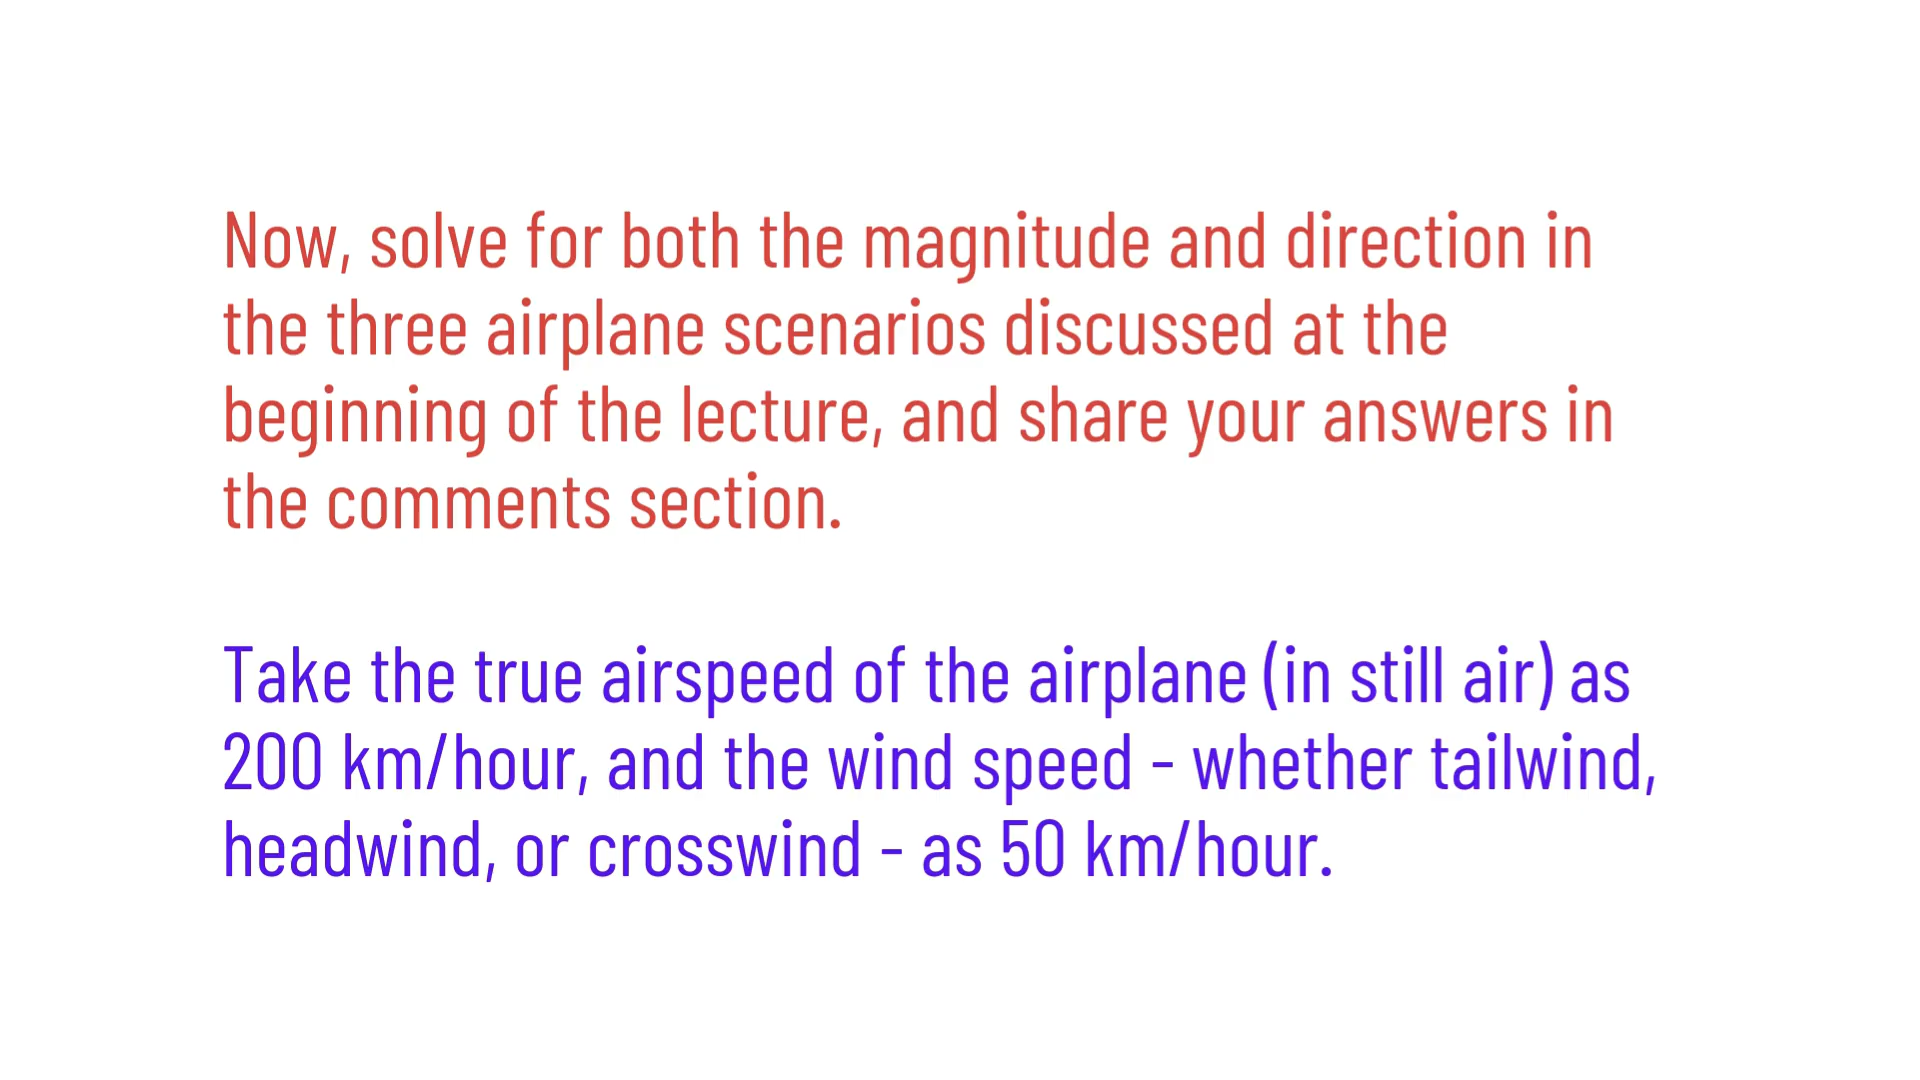 Now, solve for both the magnitude and direction in
the three airplane scenarios discussed at the
beginning of the lecture, and share your answers in
the comments section.
Take the true airspeed of the airplane (in still air) as
200 km/hour, and the wind speed - whether tailwind,
headwind, or crosswind - as 50 km/hour.